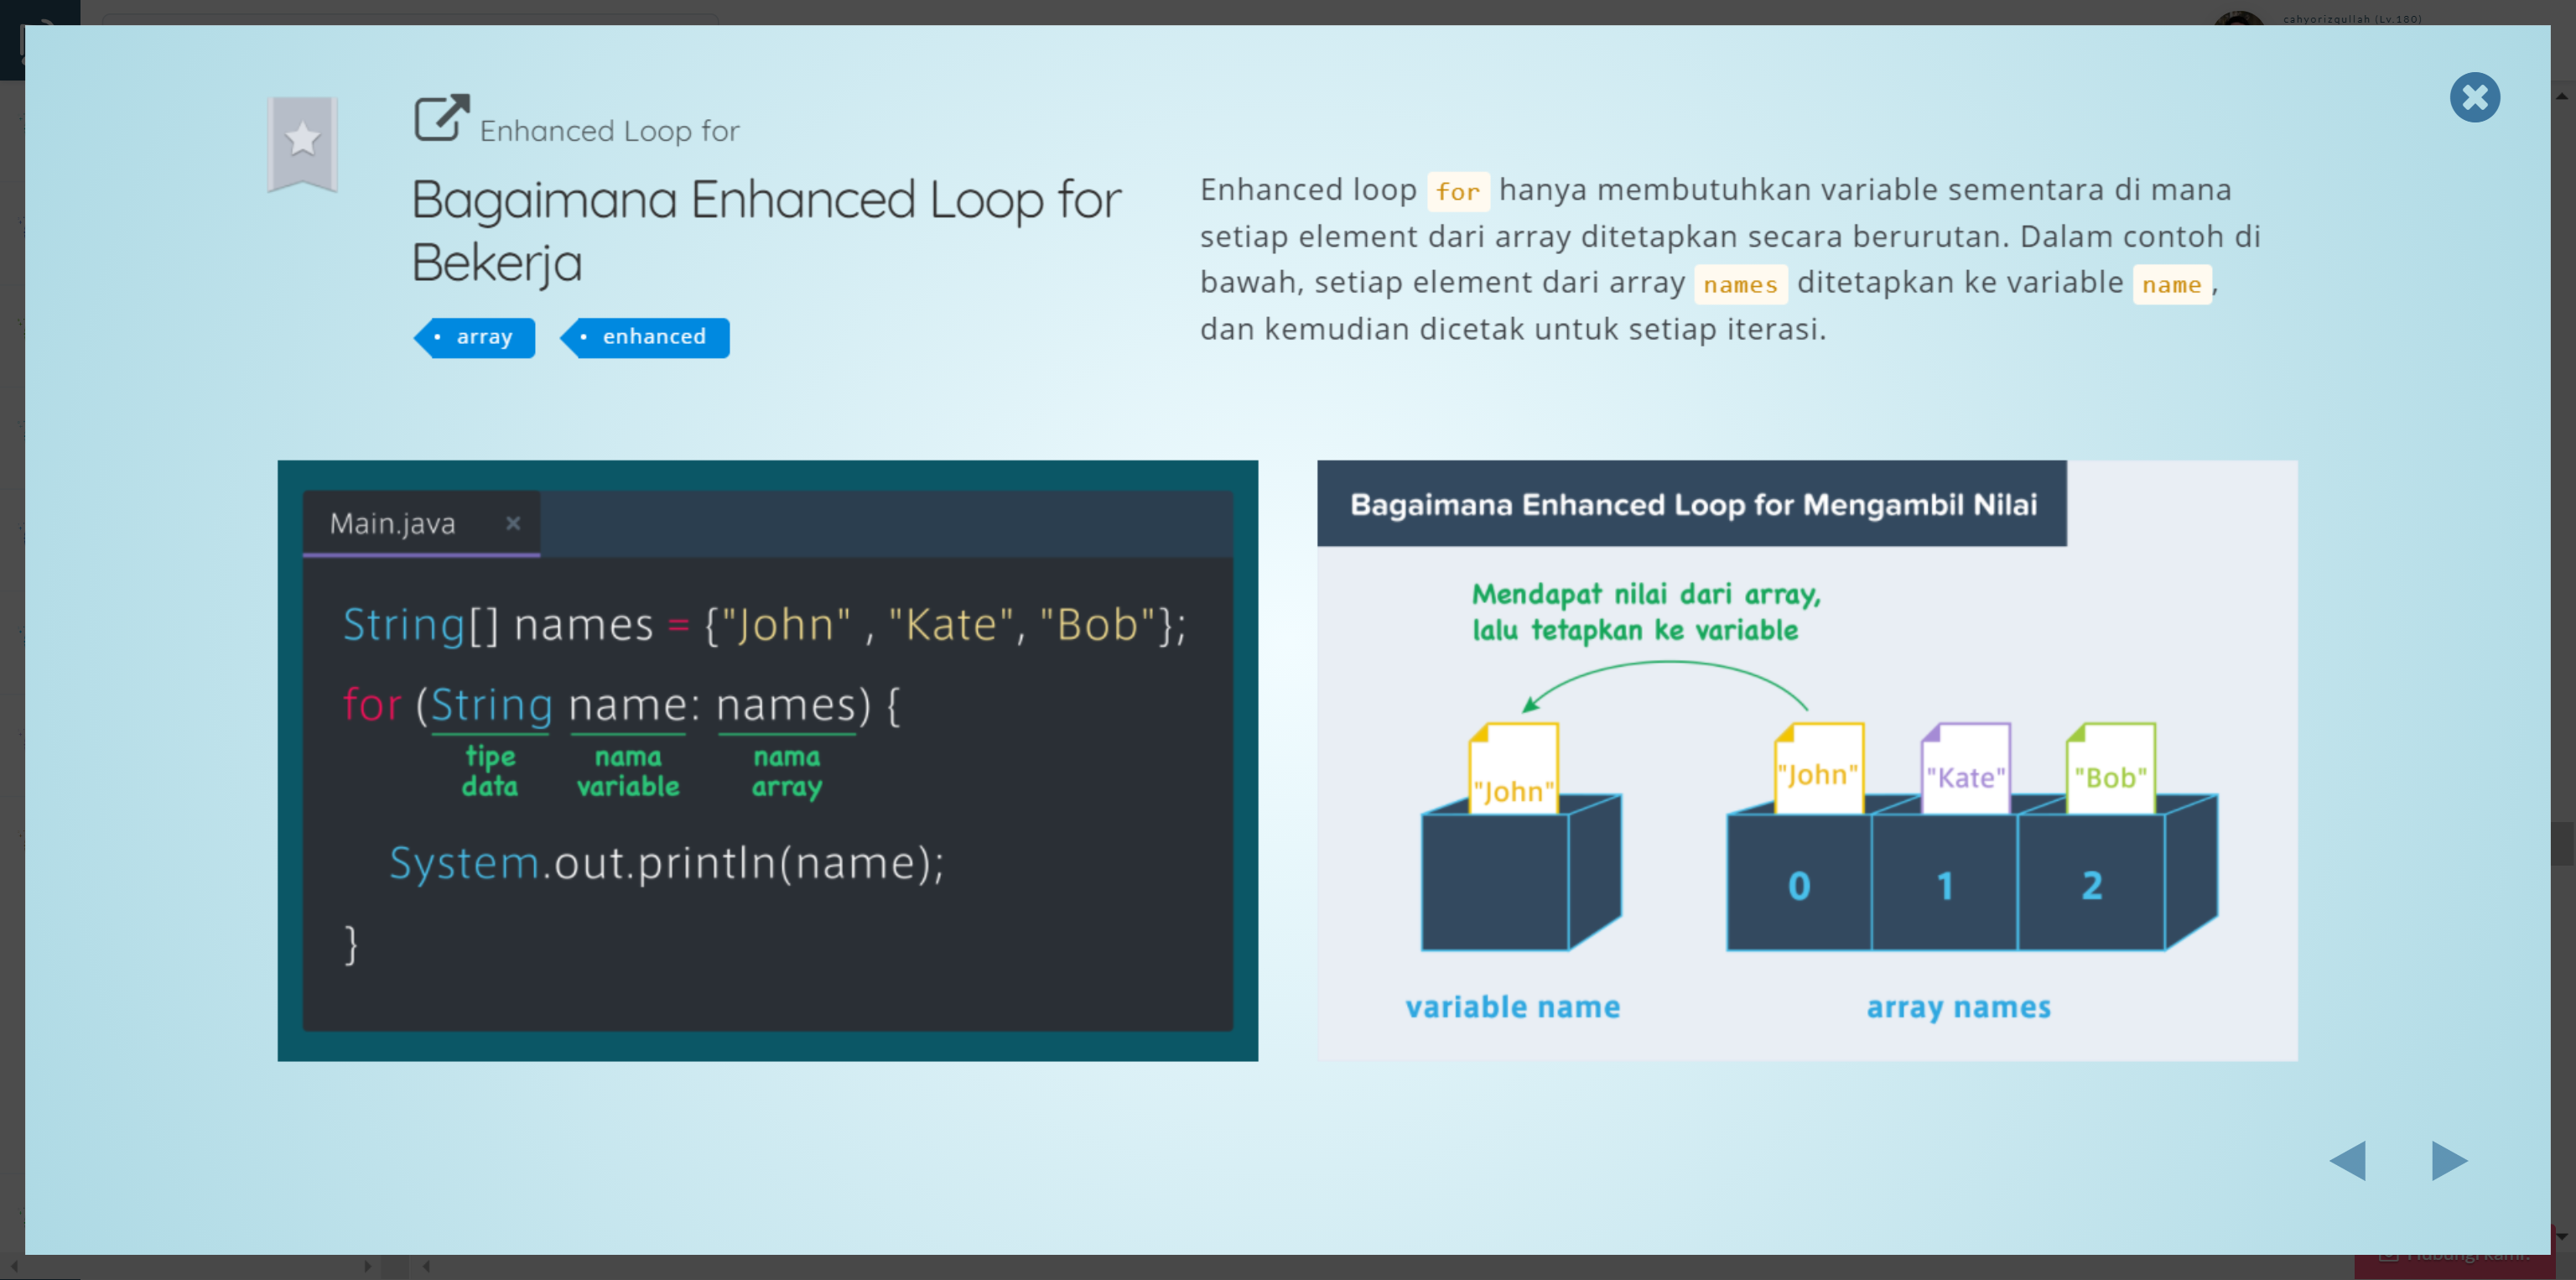 cahyorizqullah (Lv.180)
Enhanced Loop for
Bagaimana Enhanced Loop for
Bekerja
array
enhanced
Enhanced loop for hanya membutuhkan variable sementara di mana
setiap element dari array ditetapkan secara berurutan. Dalam contoh di
bawah, setiap element dari array names ditetapkan ke variable name,
dan kemudian dicetak untuk setiap iterasi.
Main.java
String[] names = {"John" , "Kate", "Bob"};
for (String name: names) {
tipe
data
nama
variable
nama
array
System.out.println(name);
}
Bagaimana Enhanced Loop for Mengambil Nilai
Mendapat nilai dari array,
lalu tetapkan ke variable
"John"
"John"
"Kate"
"Bob"
0
1
2
variable name
array names